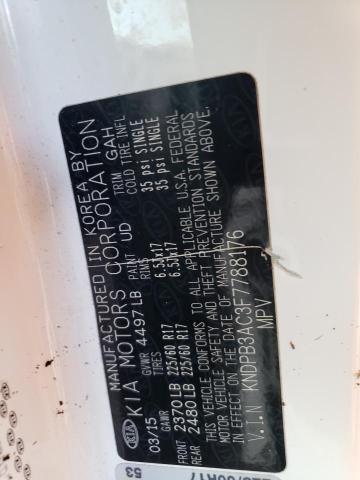 MANUFACTURED IN KOREA BY
KIA MOTORS CORPORATION
PAINT UD TRIM GAH
03/15 GVWR 4497 LB
GAWR TIRES RIMS COLD TIRE INFL
FRONT 2370 LB 225/60 R17 6.5Jx17 35 psi SINGLE
REAR 2480 LB 225/60 R17 6.5Jx17 35 psi SINGLE
THIS VEHICLE CONFORMS TO ALL APPLICABLE U.S.A. FEDERAL
MOTOR VEHICLE SAFETY AND THEFT PREVENTION STANDARDS
IN EFFECT ON THE DATE OF MANUFACTURE SHOWN ABOVE.
V.I.N KNDPB3AC3F7788176
MPV
KIA
53